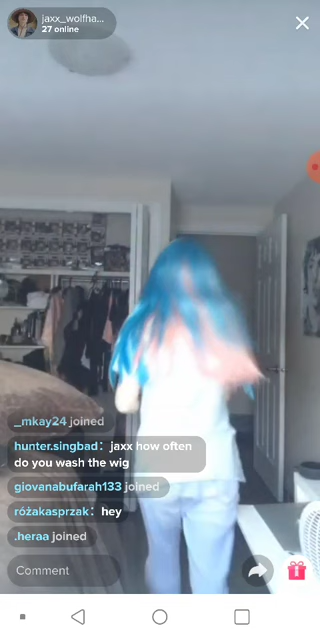 jaxx_wolfha...
27 online
_mkay24 joined
hunter.singbad: jaxx how often
do you wash the wig
giovanabufarah133 joined
różakasprzak: hey
.heraa joined
Comment